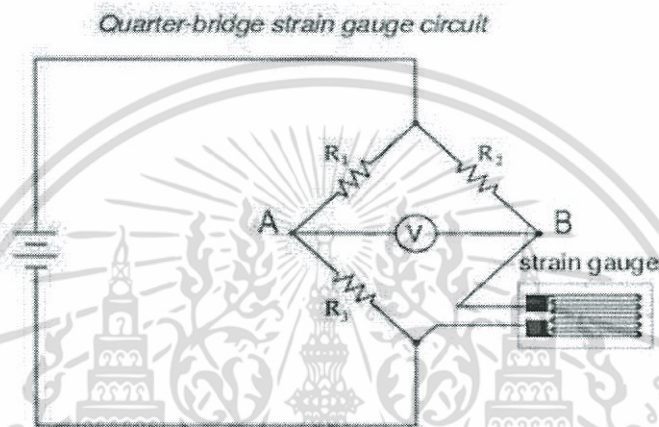 Quarter-bridge strain gauge circuit
R₁ R₂
A V B
strain gauge
R₃